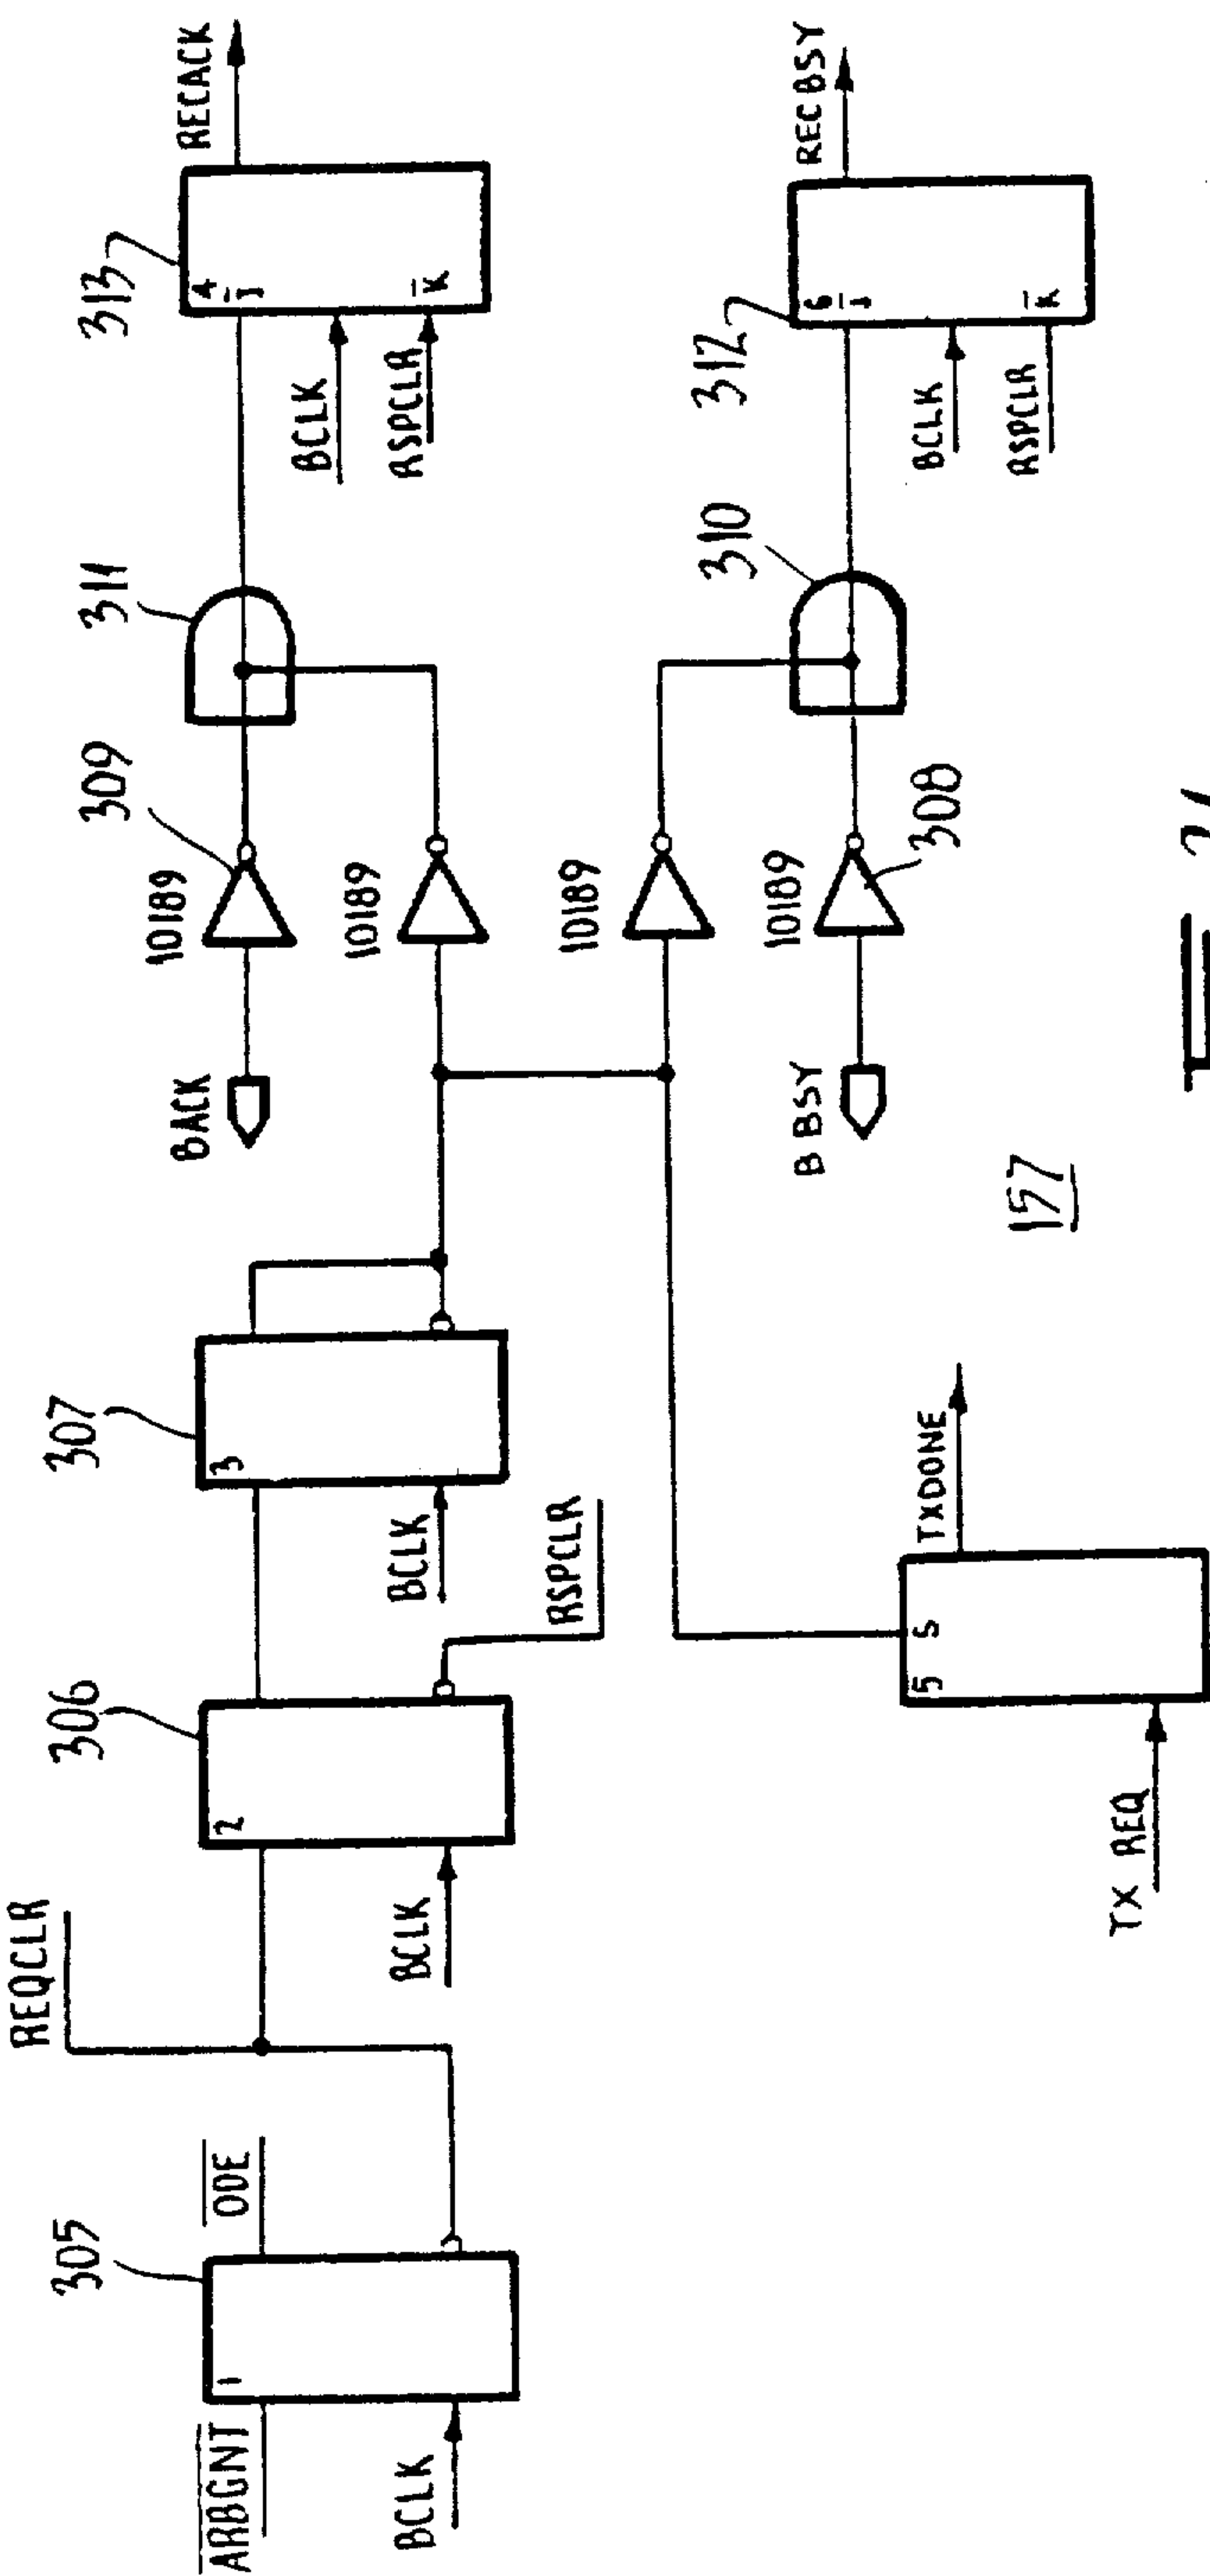 REQCLR
305
306
307
313
ARBGNT
ODE
1
2
3
4
J
K
RECACK
BCLK
BCLK
BCLK
RSPCLR
BACK
10189
309
311
10189
BCLK
RSPCLR
10189
10189
308
310
312
B BSY
6
J
K
RECBSY
BCLK
RSPCLR
TX REQ
5
S
TXDONE
157